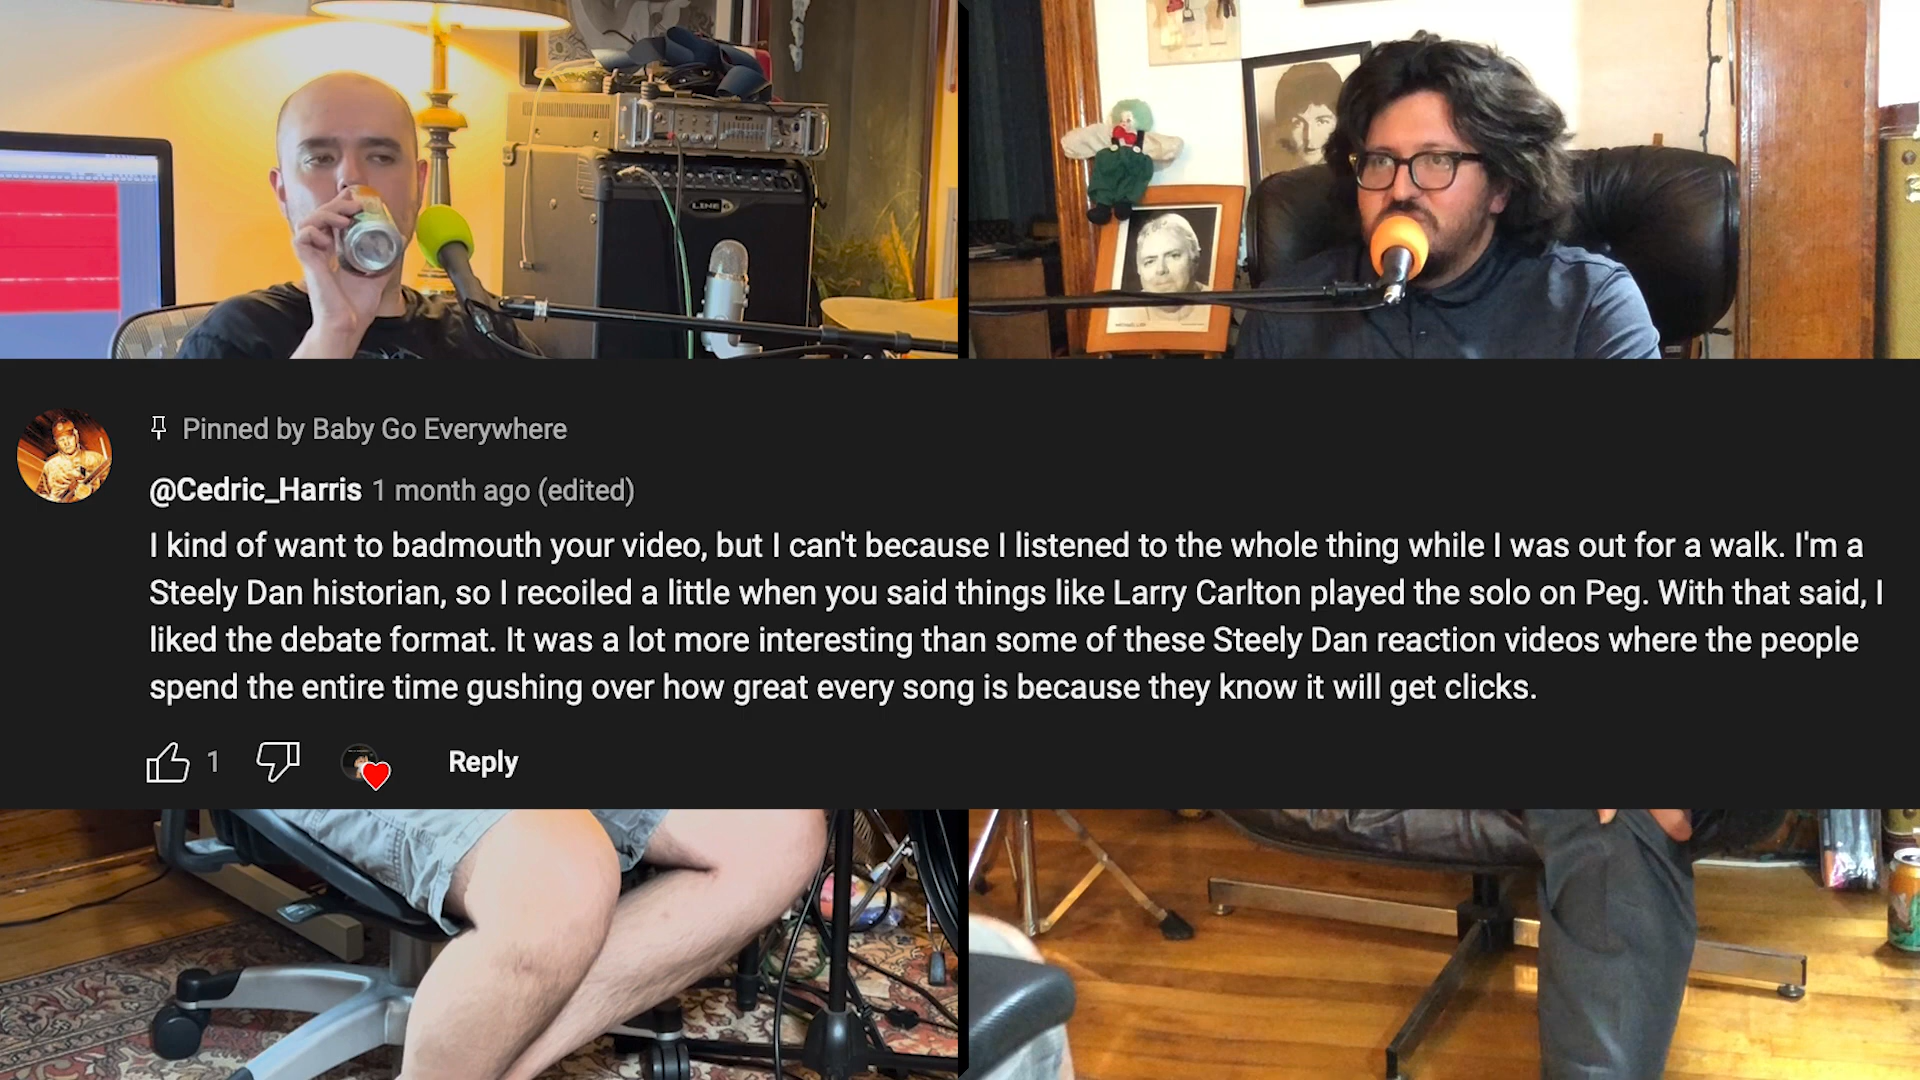 LINE 6
Pinned by Baby Go Everywhere
@Cedric_Harris 1 month ago (edited)
I kind of want to badmouth your video, but I can't because I listened to the whole thing while I was out for a walk. I'm a
Steely Dan historian, so I recoiled a little when you said things like Larry Carlton played the solo on Peg. With that said, I
liked the debate format. It was a lot more interesting than some of these Steely Dan reaction videos where the people
spend the entire time gushing over how great every song is because they know it will get clicks.
1 Reply